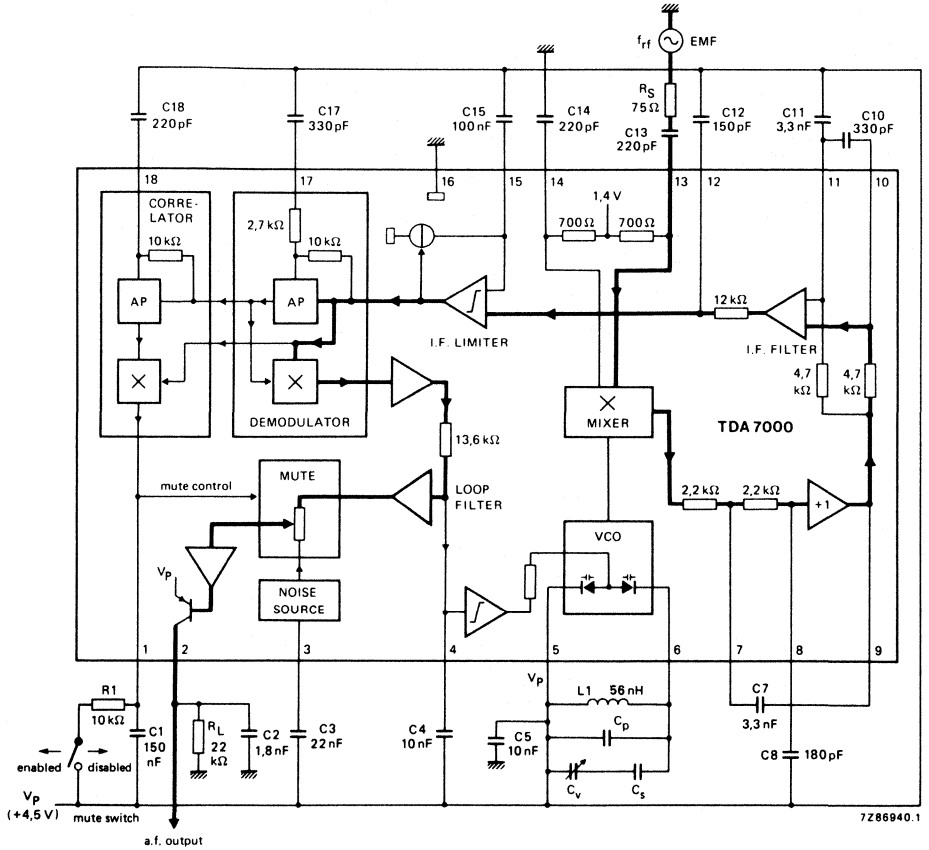 f_rf EMF
R_S
75Ω
C18
220pF
C17
330pF
C15
100nF
C14
220pF
C13
220pF
C12
150pF
C11
3,3nF
C10
330pF
18
17
16
15
14
13
12
11
10
CORRE-
LATOR
10kΩ
2,7kΩ
10kΩ
1,4V
700Ω
700Ω
AP
AP
I.F. LIMITER
12kΩ
I.F. FILTER
4,7
kΩ
4,7
kΩ
DEMODULATOR
MIXER
TDA7000
13,6kΩ
LOOP
FILTER
mute control
MUTE
2,2kΩ
2,2kΩ
+1
VCO
V_P
NOISE
SOURCE
1
2
3
4
5
6
7
8
9
V_P
R1
10kΩ
C1
150
nF
R_L
22
kΩ
C2
1,8nF
C3
22nF
C4
10nF
C5
10nF
L1 56nH
C_p
C_v
C_s
C7
3,3nF
C8 180pF
enabled disabled
V_P
(+4,5V) mute switch
a.f. output
7Z86940.1